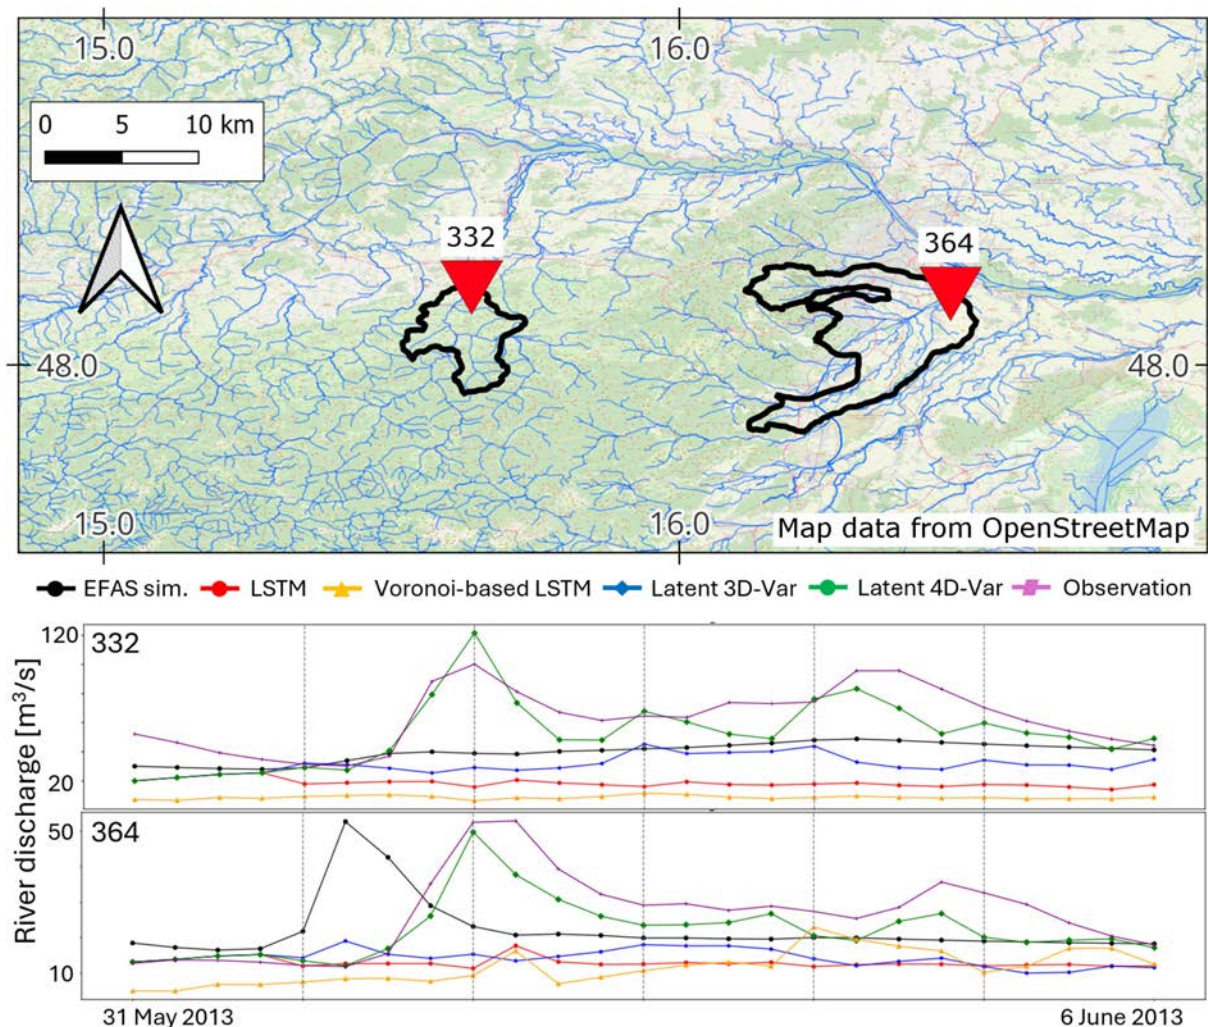 15.0 16.0
0 5 10 km
332 364
48.0 48.0
15.0 16.0
Map data from OpenStreetMap
EFAS sim. LSTM Voronoi-based LSTM Latent 3D-Var Latent 4D-Var Observation
River discharge [m³/s]
120
332
20
50
364
10
31 May 2013 6 June 2013